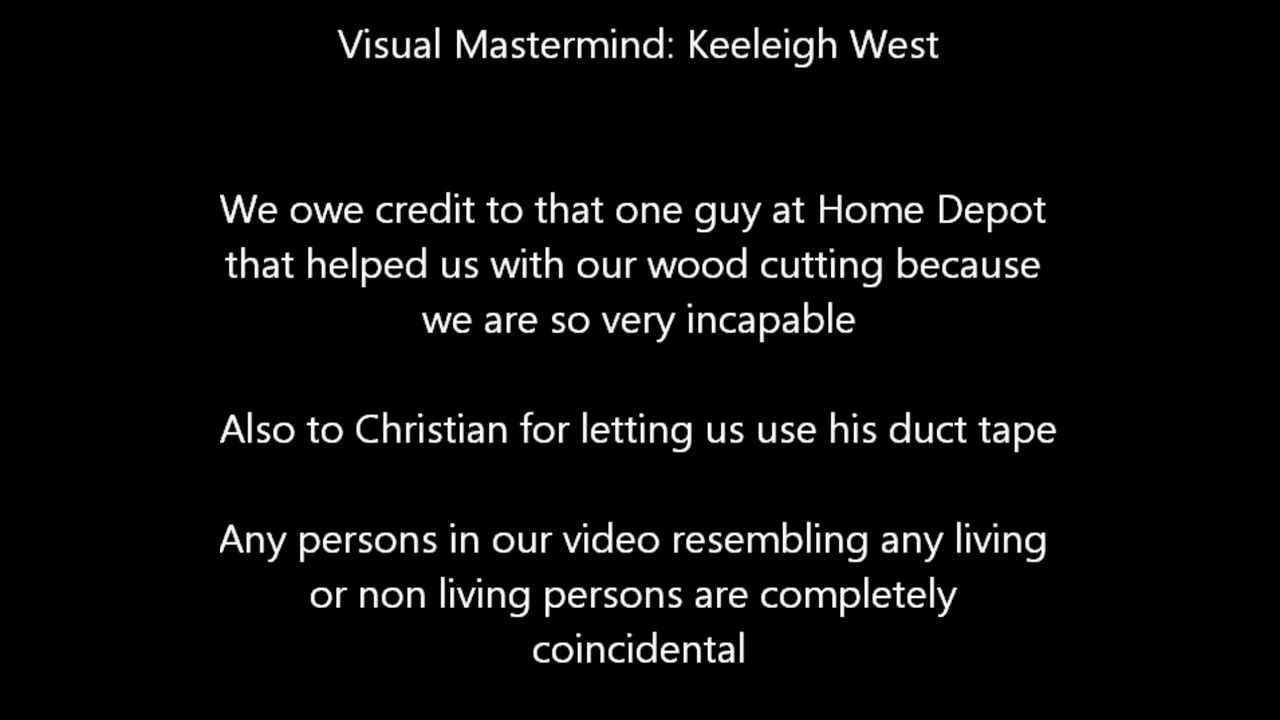 Visual Mastermind: Keeleigh West
We owe credit to that one guy at Home Depot
that helped us with our wood cutting because
we are so very incapable
Also to Christian for letting us use his duct tape
Any persons in our video resembling any living
or non living persons are completely
coincidental